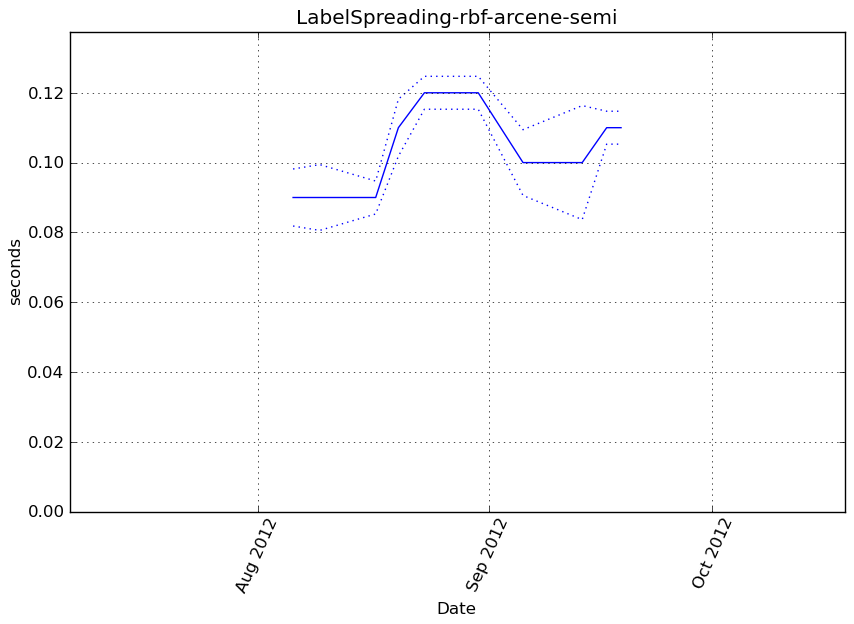 LabelSpreading-rbf-arcene-semi
seconds
0.12
0.10
0.08
0.06
0.04
0.02
0.00
Aug 2012
Sep 2012
Oct 2012
Date